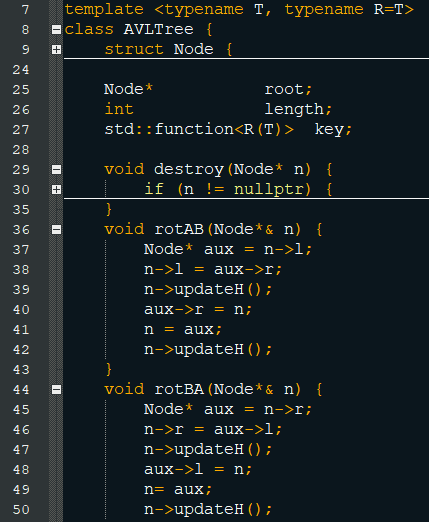 7 template <typename T, typename R=T>
8 class AVLTree {
9     struct Node {
24
25     Node*           root;
26     int             length;
27     std::function<R(T)>  key;
28
29     void destroy(Node* n) {
30         if (n != nullptr) {
35     }
36     void rotAB(Node*& n) {
37         Node* aux = n->l;
38         n->l = aux->r;
39         n->updateH();
40         aux->r = n;
41         n = aux;
42         n->updateH();
43     }
44     void rotBA(Node*& n) {
45         Node* aux = n->r;
46         n->r = aux->l;
47         n->updateH();
48         aux->l = n;
49         n= aux;
50         n->updateH();